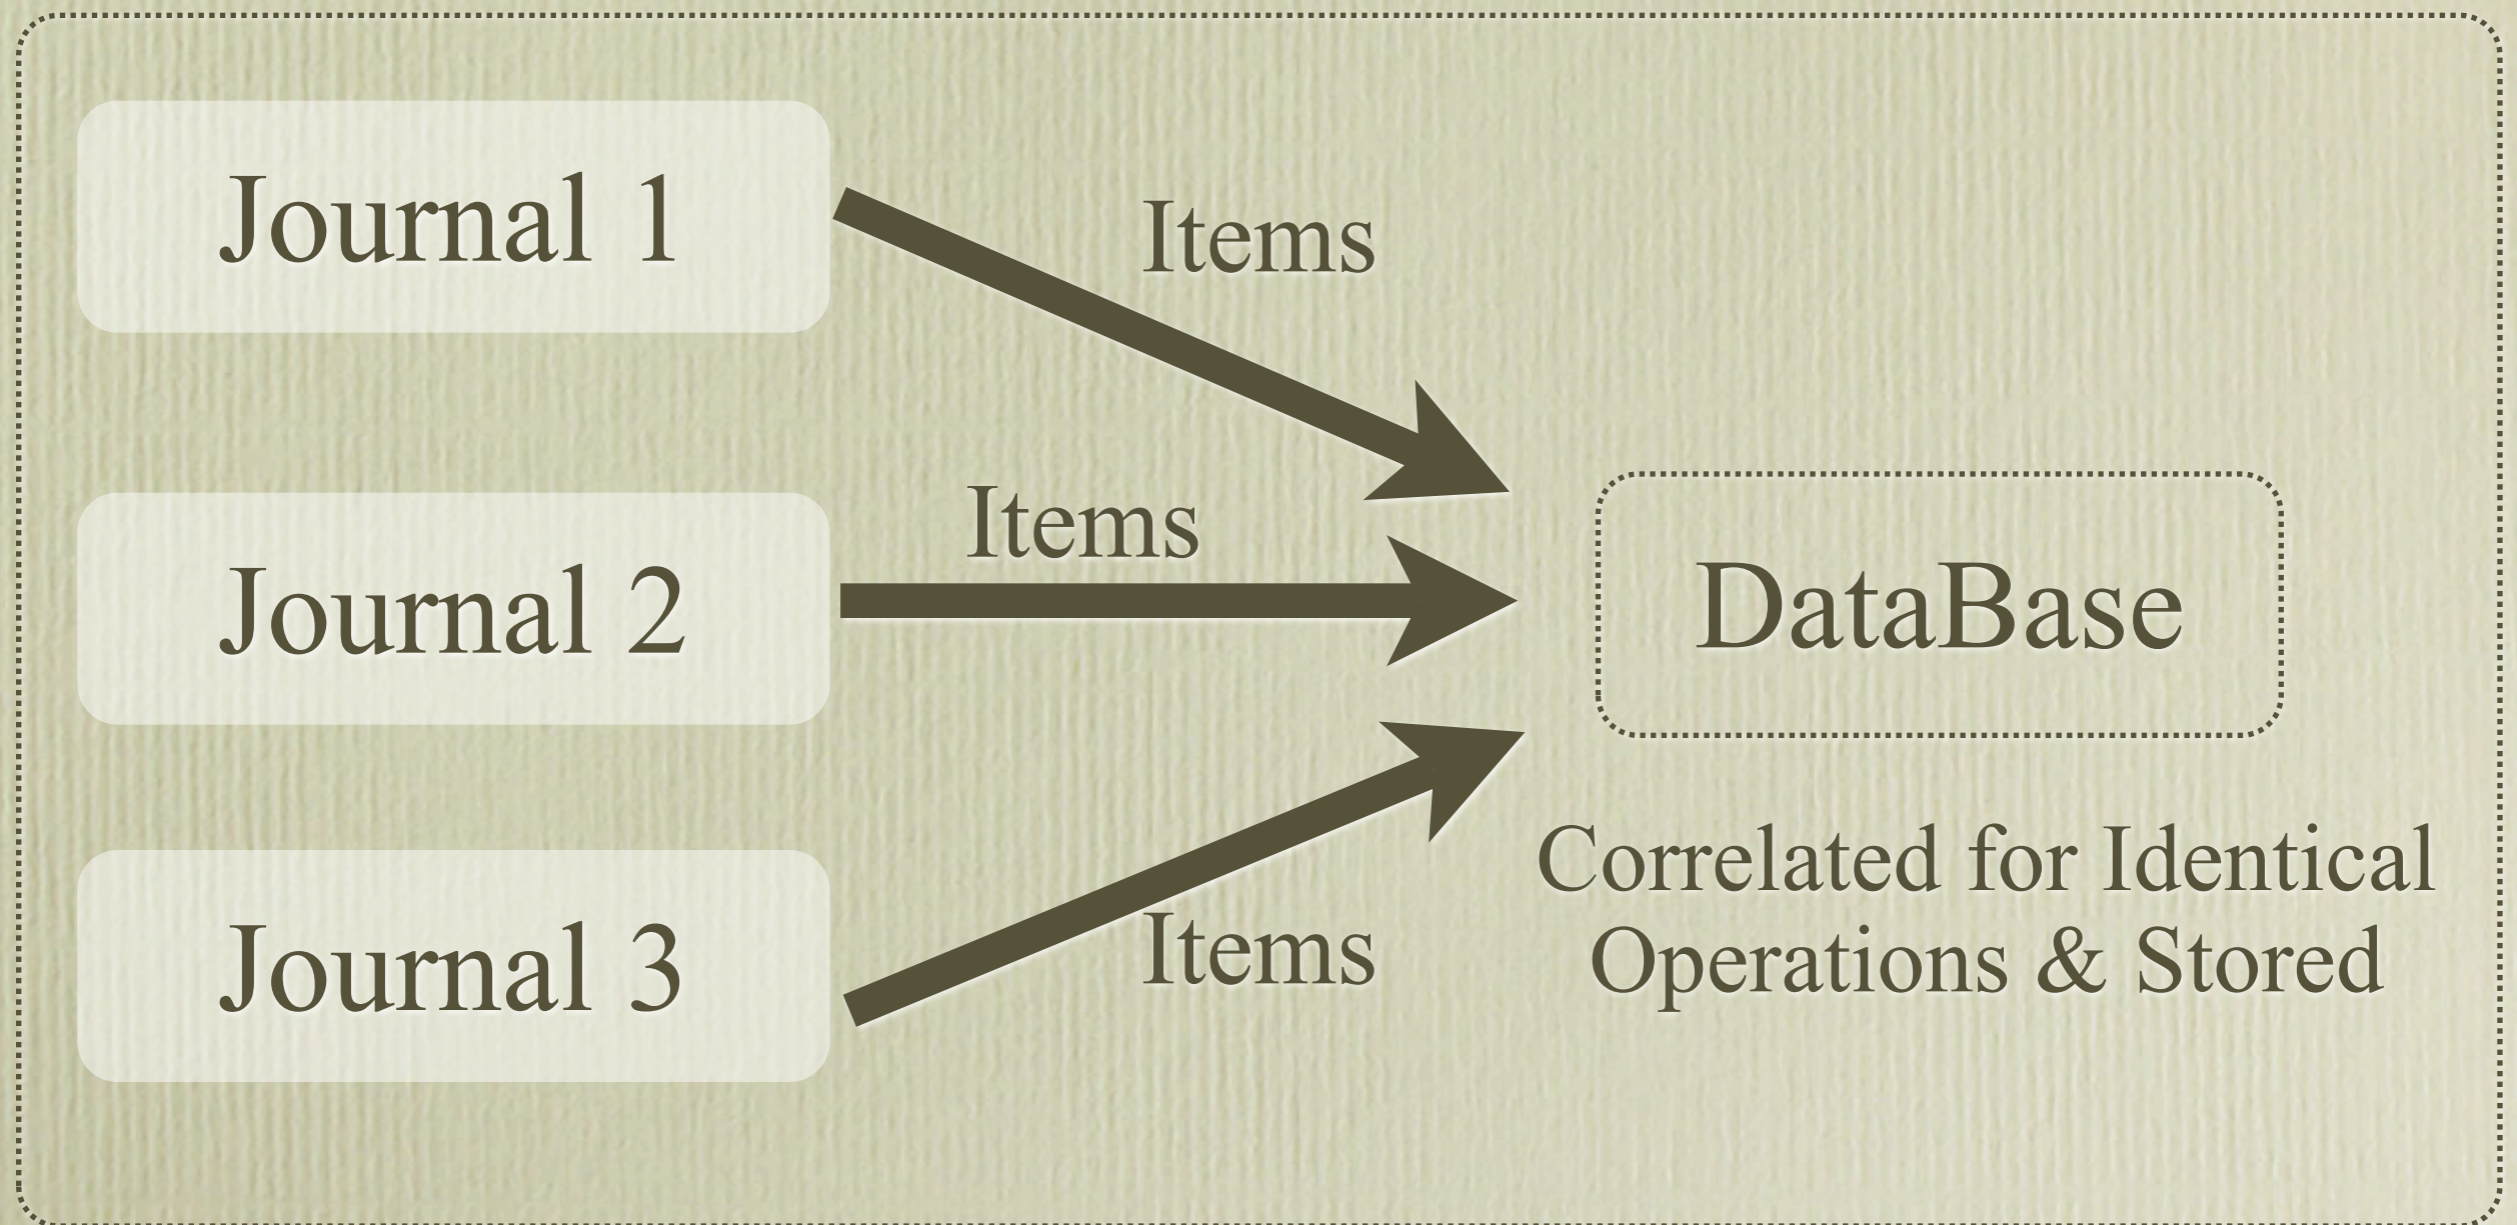 Journal 1
Items
Items
Journal 2
DataBase
Journal 3
Items
Correlated for Identical
Operations & Stored